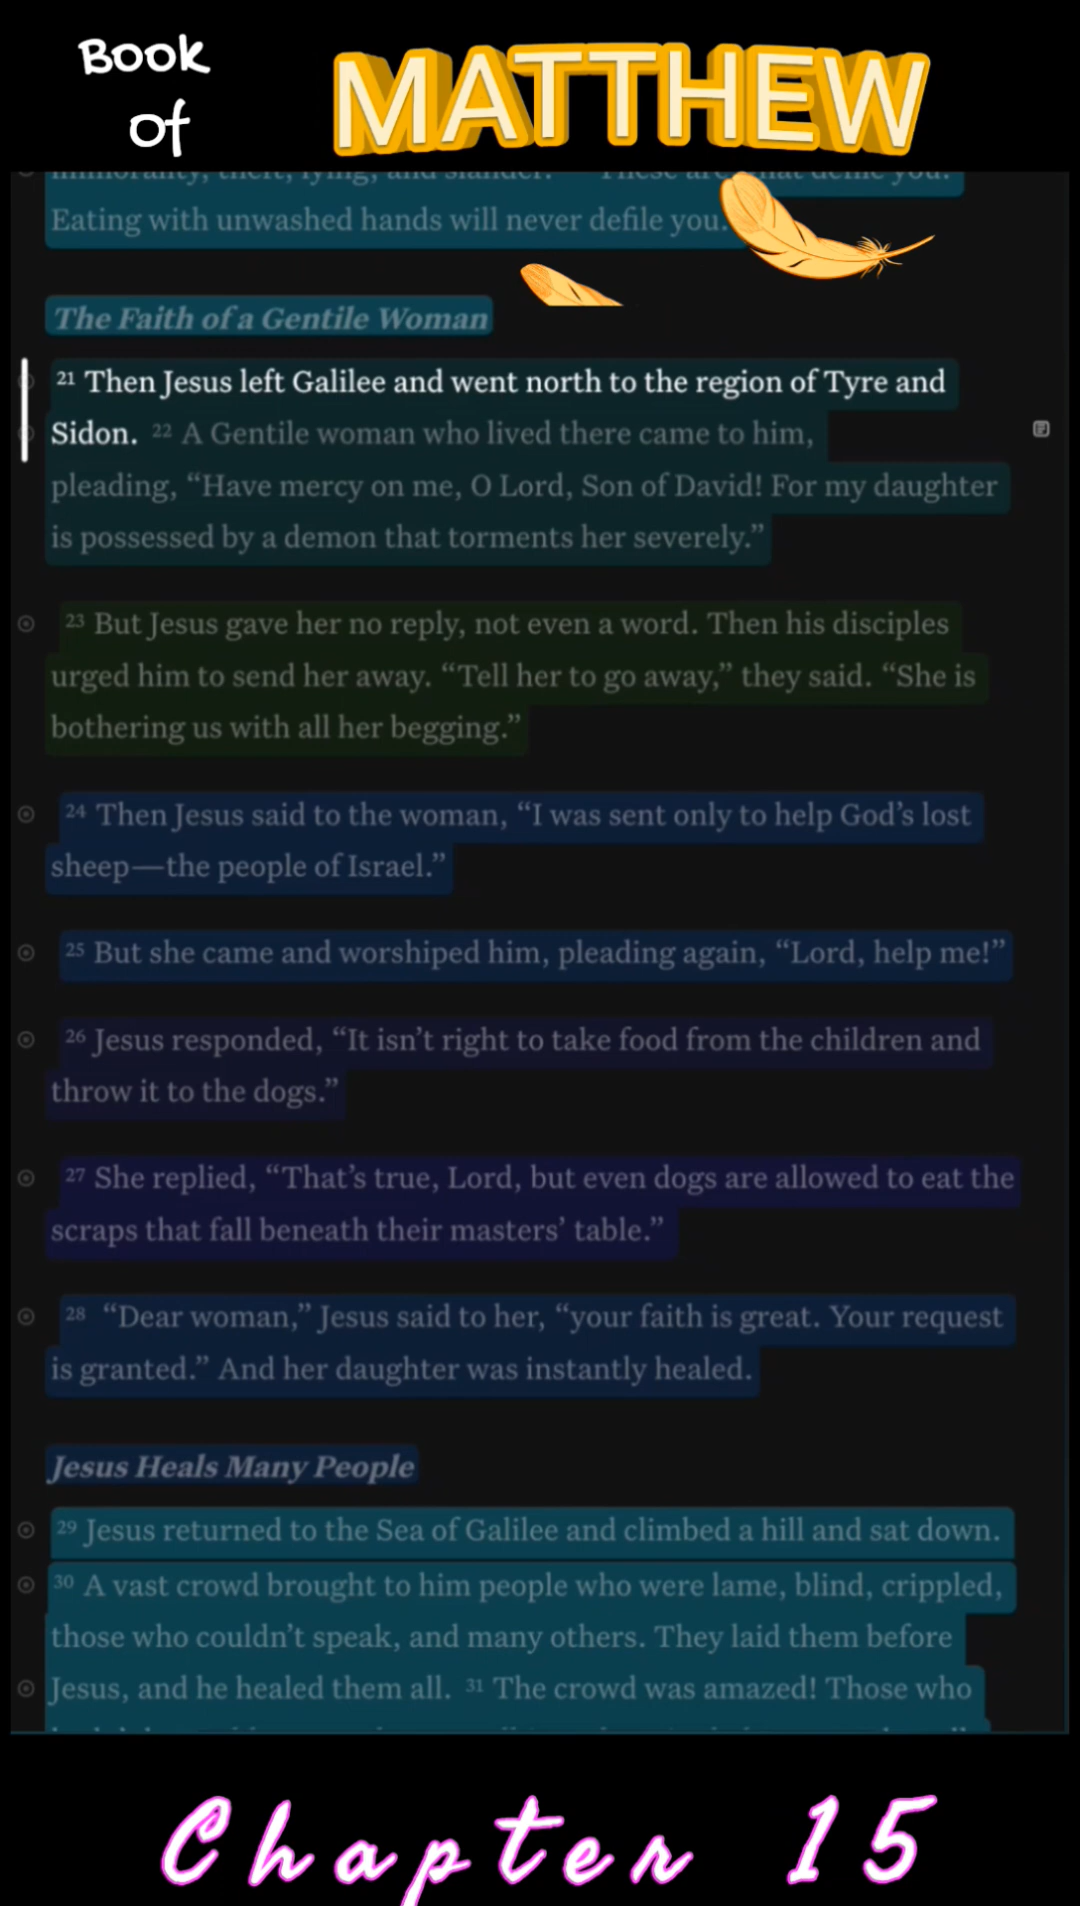 Book
of
MATTHEW
immorality, theft, lying, and slander. These are what defile you.
Eating with unwashed hands will never defile you.
The Faith of a Gentile Woman
21 Then Jesus left Galilee and went north to the region of Tyre and
Sidon. 22 A Gentile woman who lived there came to him,
pleading, “Have mercy on me, O Lord, Son of David! For my daughter
is possessed by a demon that torments her severely.”
23 But Jesus gave her no reply, not even a word. Then his disciples
urged him to send her away. “Tell her to go away,” they said. “She is
bothering us with all her begging.”
24 Then Jesus said to the woman, “I was sent only to help God’s lost
sheep—the people of Israel.”
25 But she came and worshiped him, pleading again, “Lord, help me!”
26 Jesus responded, “It isn’t right to take food from the children and
throw it to the dogs.”
27 She replied, “That’s true, Lord, but even dogs are allowed to eat the
scraps that fall beneath their masters’ table.”
28 “Dear woman,” Jesus said to her, “your faith is great. Your request
is granted.” And her daughter was instantly healed.
Jesus Heals Many People
29 Jesus returned to the Sea of Galilee and climbed a hill and sat down.
30 A vast crowd brought to him people who were lame, blind, crippled,
those who couldn’t speak, and many others. They laid them before
Jesus, and he healed them all. 31 The crowd was amazed! Those who
Chapter 15